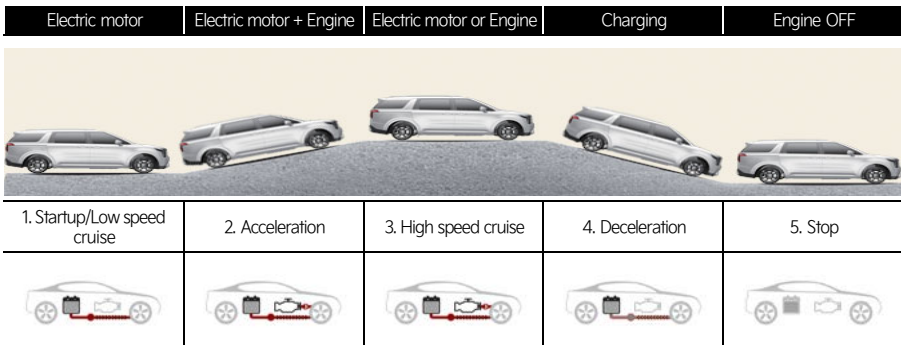 Electric motor
Electric motor + Engine
Electric motor or Engine
Charging
Engine OFF
1. Startup/Low speed
cruise
2. Acceleration
3. High speed cruise
4. Deceleration
5. Stop